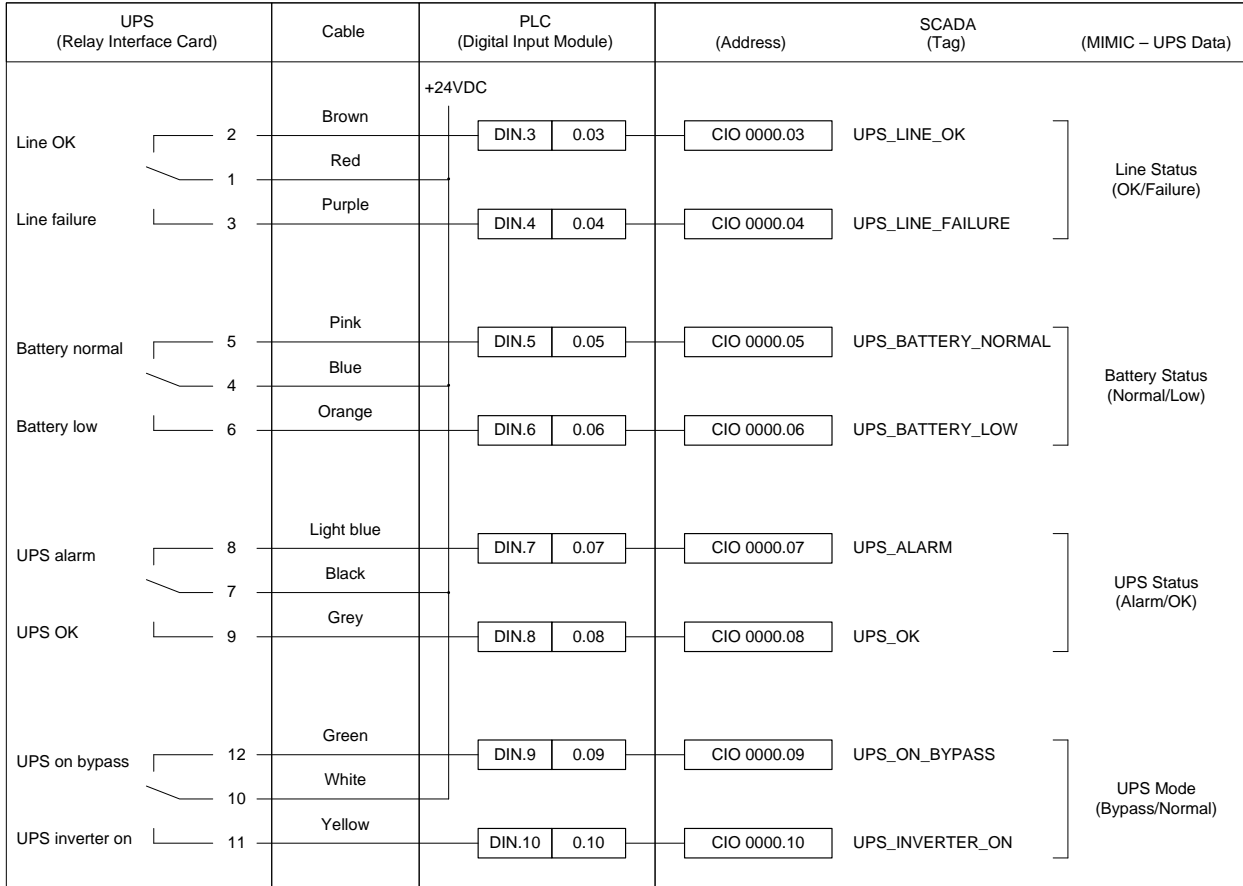 UPS
(Relay Interface Card)
Cable
PLC
(Digital Input Module)
(Address)
SCADA
(Tag)
(MIMIC – UPS Data)
+24VDC
Line OK
2
Brown
DIN.3 0.03
CIO 0000.03
UPS_LINE_OK
1
Red
Line Status
(OK/Failure)
Line failure
3
Purple
DIN.4 0.04
CIO 0000.04
UPS_LINE_FAILURE
Battery normal
5
Pink
DIN.5 0.05
CIO 0000.05
UPS_BATTERY_NORMAL
4
Blue
Battery Status
(Normal/Low)
Battery low
6
Orange
DIN.6 0.06
CIO 0000.06
UPS_BATTERY_LOW
UPS alarm
8
Light blue
DIN.7 0.07
CIO 0000.07
UPS_ALARM
7
Black
UPS Status
(Alarm/OK)
UPS OK
9
Grey
DIN.8 0.08
CIO 0000.08
UPS_OK
UPS on bypass
12
Green
DIN.9 0.09
CIO 0000.09
UPS_ON_BYPASS
10
White
UPS Mode
(Bypass/Normal)
UPS inverter on
11
Yellow
DIN.10 0.10
CIO 0000.10
UPS_INVERTER_ON